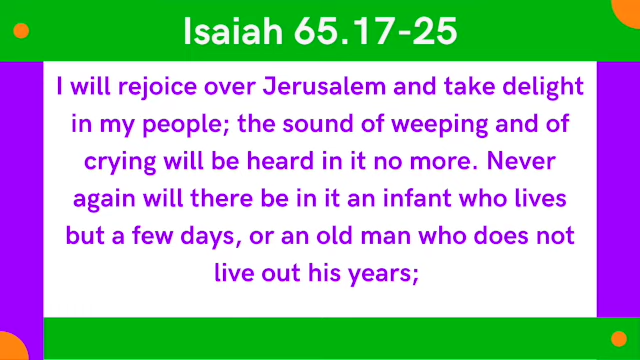 Isaiah 65.17-25
I will rejoice over Jerusalem and take delight
in my people; the sound of weeping and of
crying will be heard in it no more. Never
again will there be in it an infant who lives
but a few days, or an old man who does not
live out his years;